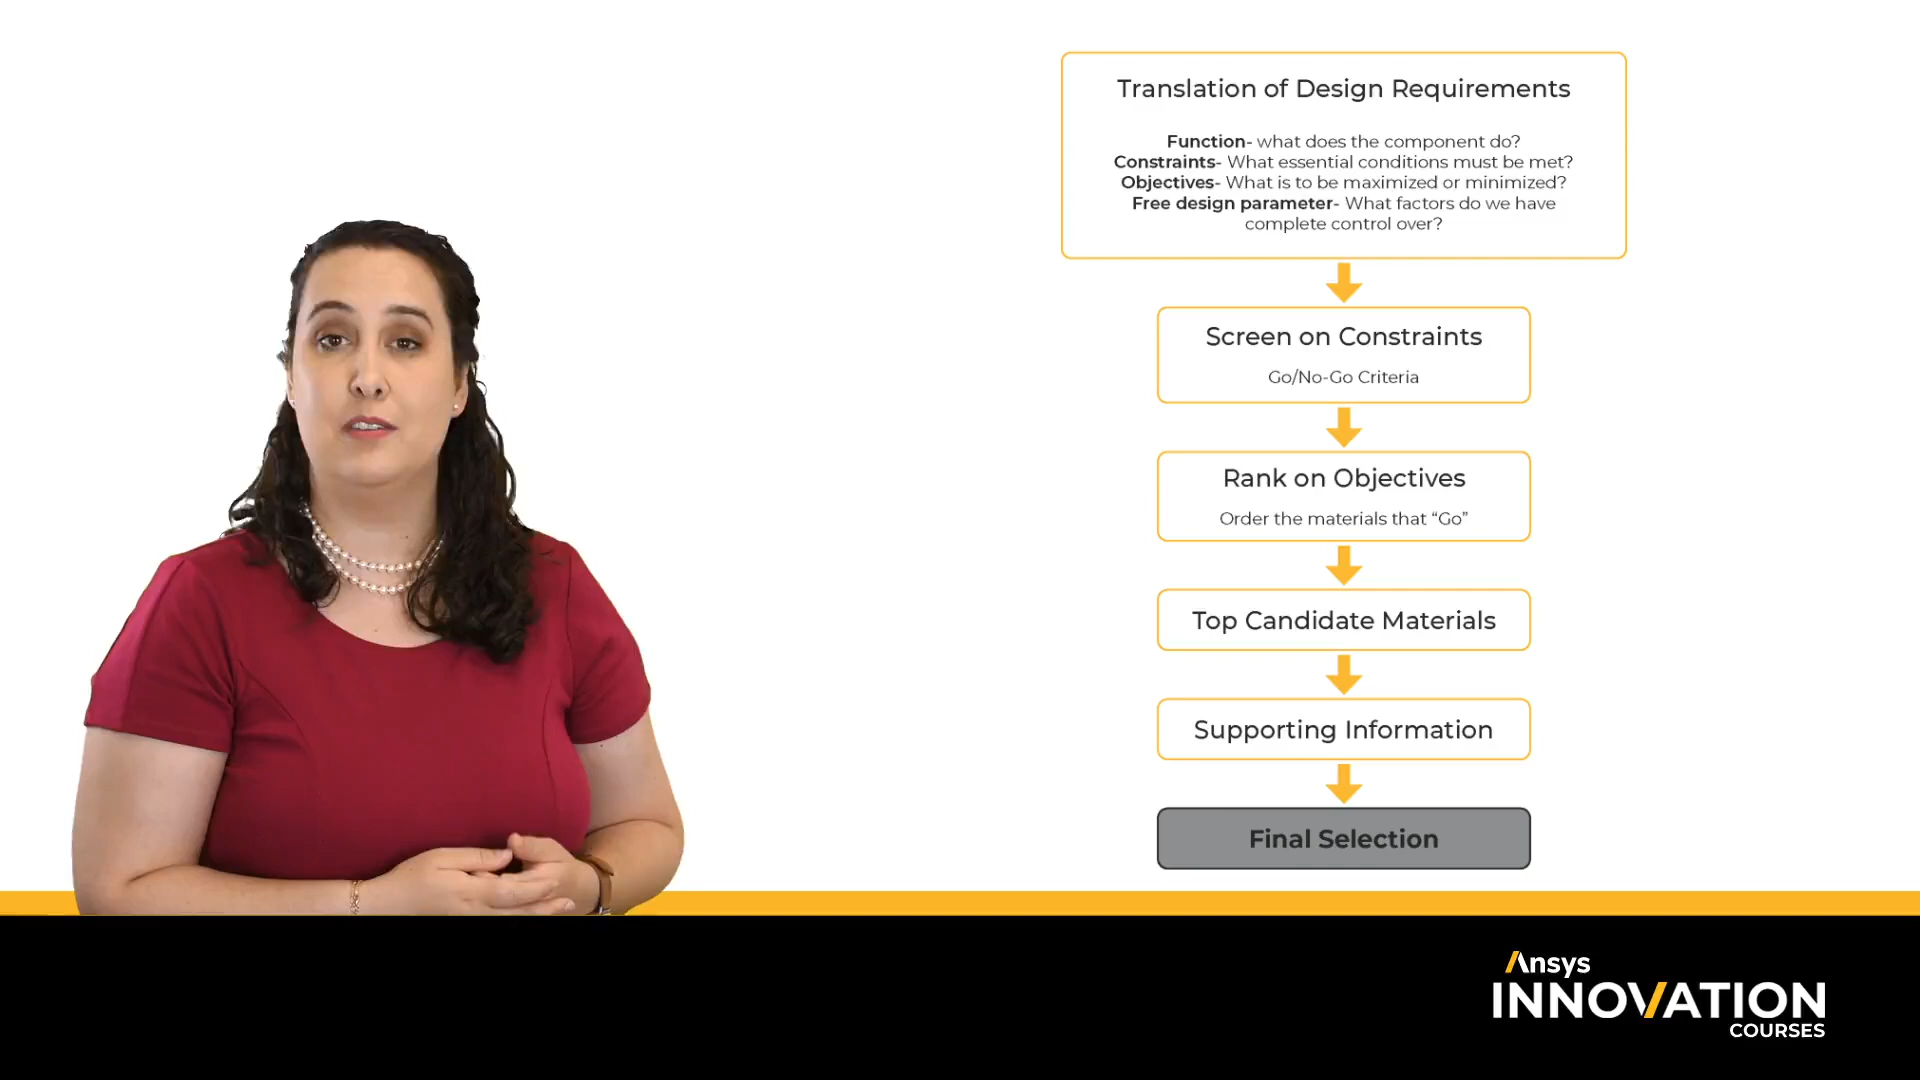 Translation of Design Requirements
Function- what does the component do?
Constraints- What essential conditions must be met?
Objectives- What is to be maximized or minimized?
Free design parameter- What factors do we have
complete control over?
Screen on Constraints
Go/No-Go Criteria
Rank on Objectives
Order the materials that “Go”
Top Candidate Materials
Supporting Information
Final Selection
Ansys
INNOVATION
COURSES